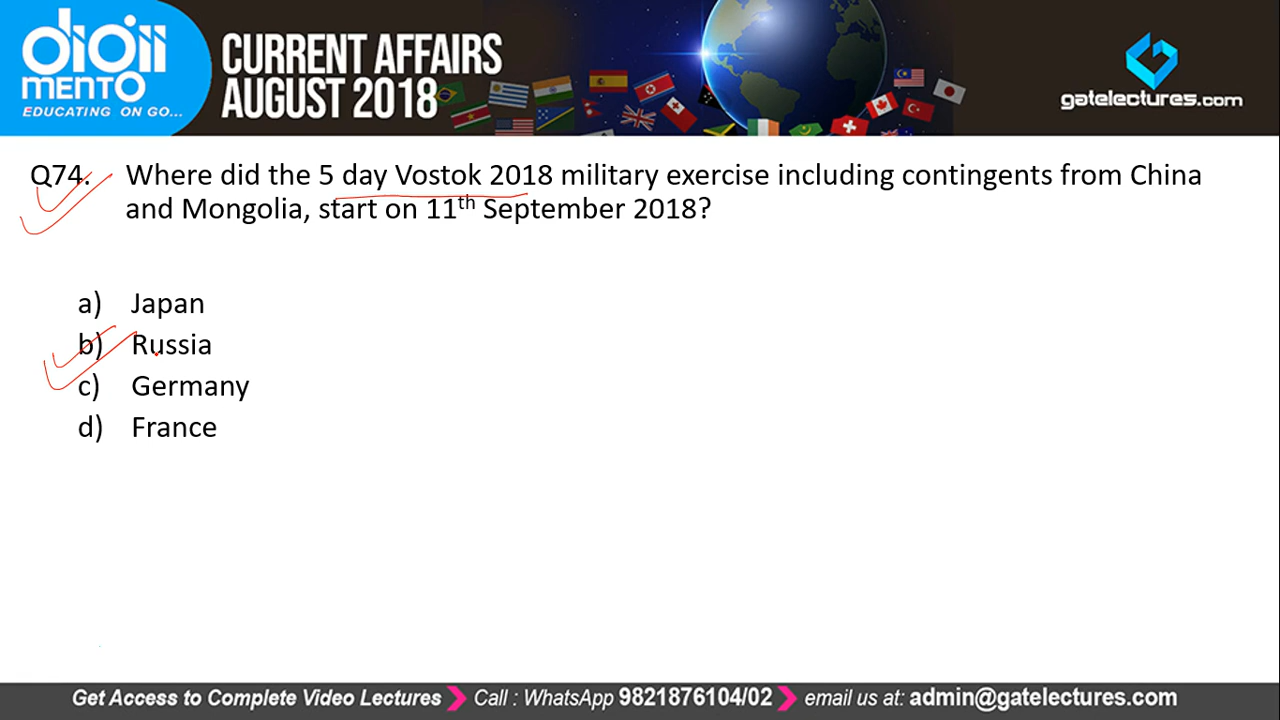 digii
MENTO
EDUCATING ON GO...
CURRENT AFFAIRS
AUGUST 2018
gatelectures.com
Q74. Where did the 5 day Vostok 2018 military exercise including contingents from China
and Mongolia, start on 11th September 2018?
a) Japan
b) Russia
c) Germany
d) France
Get Access to Complete Video Lectures Call : WhatsApp 9821876104/02 email us at: admin@gatelectures.com